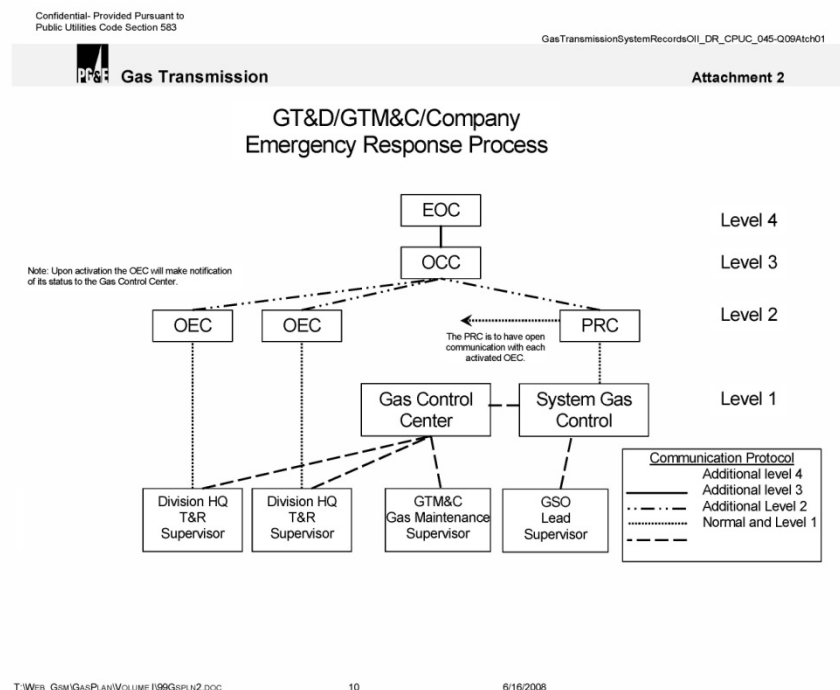 Confidential- Provided Pursuant to
Public Utilities Code Section 583
GasTransmissionSystemRecordsOII_DR_CPUC_045-Q09Atch01
PG&E Gas Transmission
Attachment 2
GT&D/GTM&C/Company
Emergency Response Process
EOC
Level 4
OCC
Level 3
Note: Upon activation the OEC will make notification
of its status to the Gas Control Center.
OEC
OEC
PRC
Level 2
The PRC is to have open
communication with each
activated OEC.
Gas Control
Center
System Gas
Control
Level 1
Division HQ
T&R
Supervisor
Division HQ
T&R
Supervisor
GTM&C
Gas Maintenance
Supervisor
GSO
Lead
Supervisor
Communication Protocol
Additional level 4
Additional level 3
Additional Level 2
Normal and Level 1
T:\WEB_GSM\GASPLAN\VOLUME I\99GSPLN2.DOC
10
6/16/2008